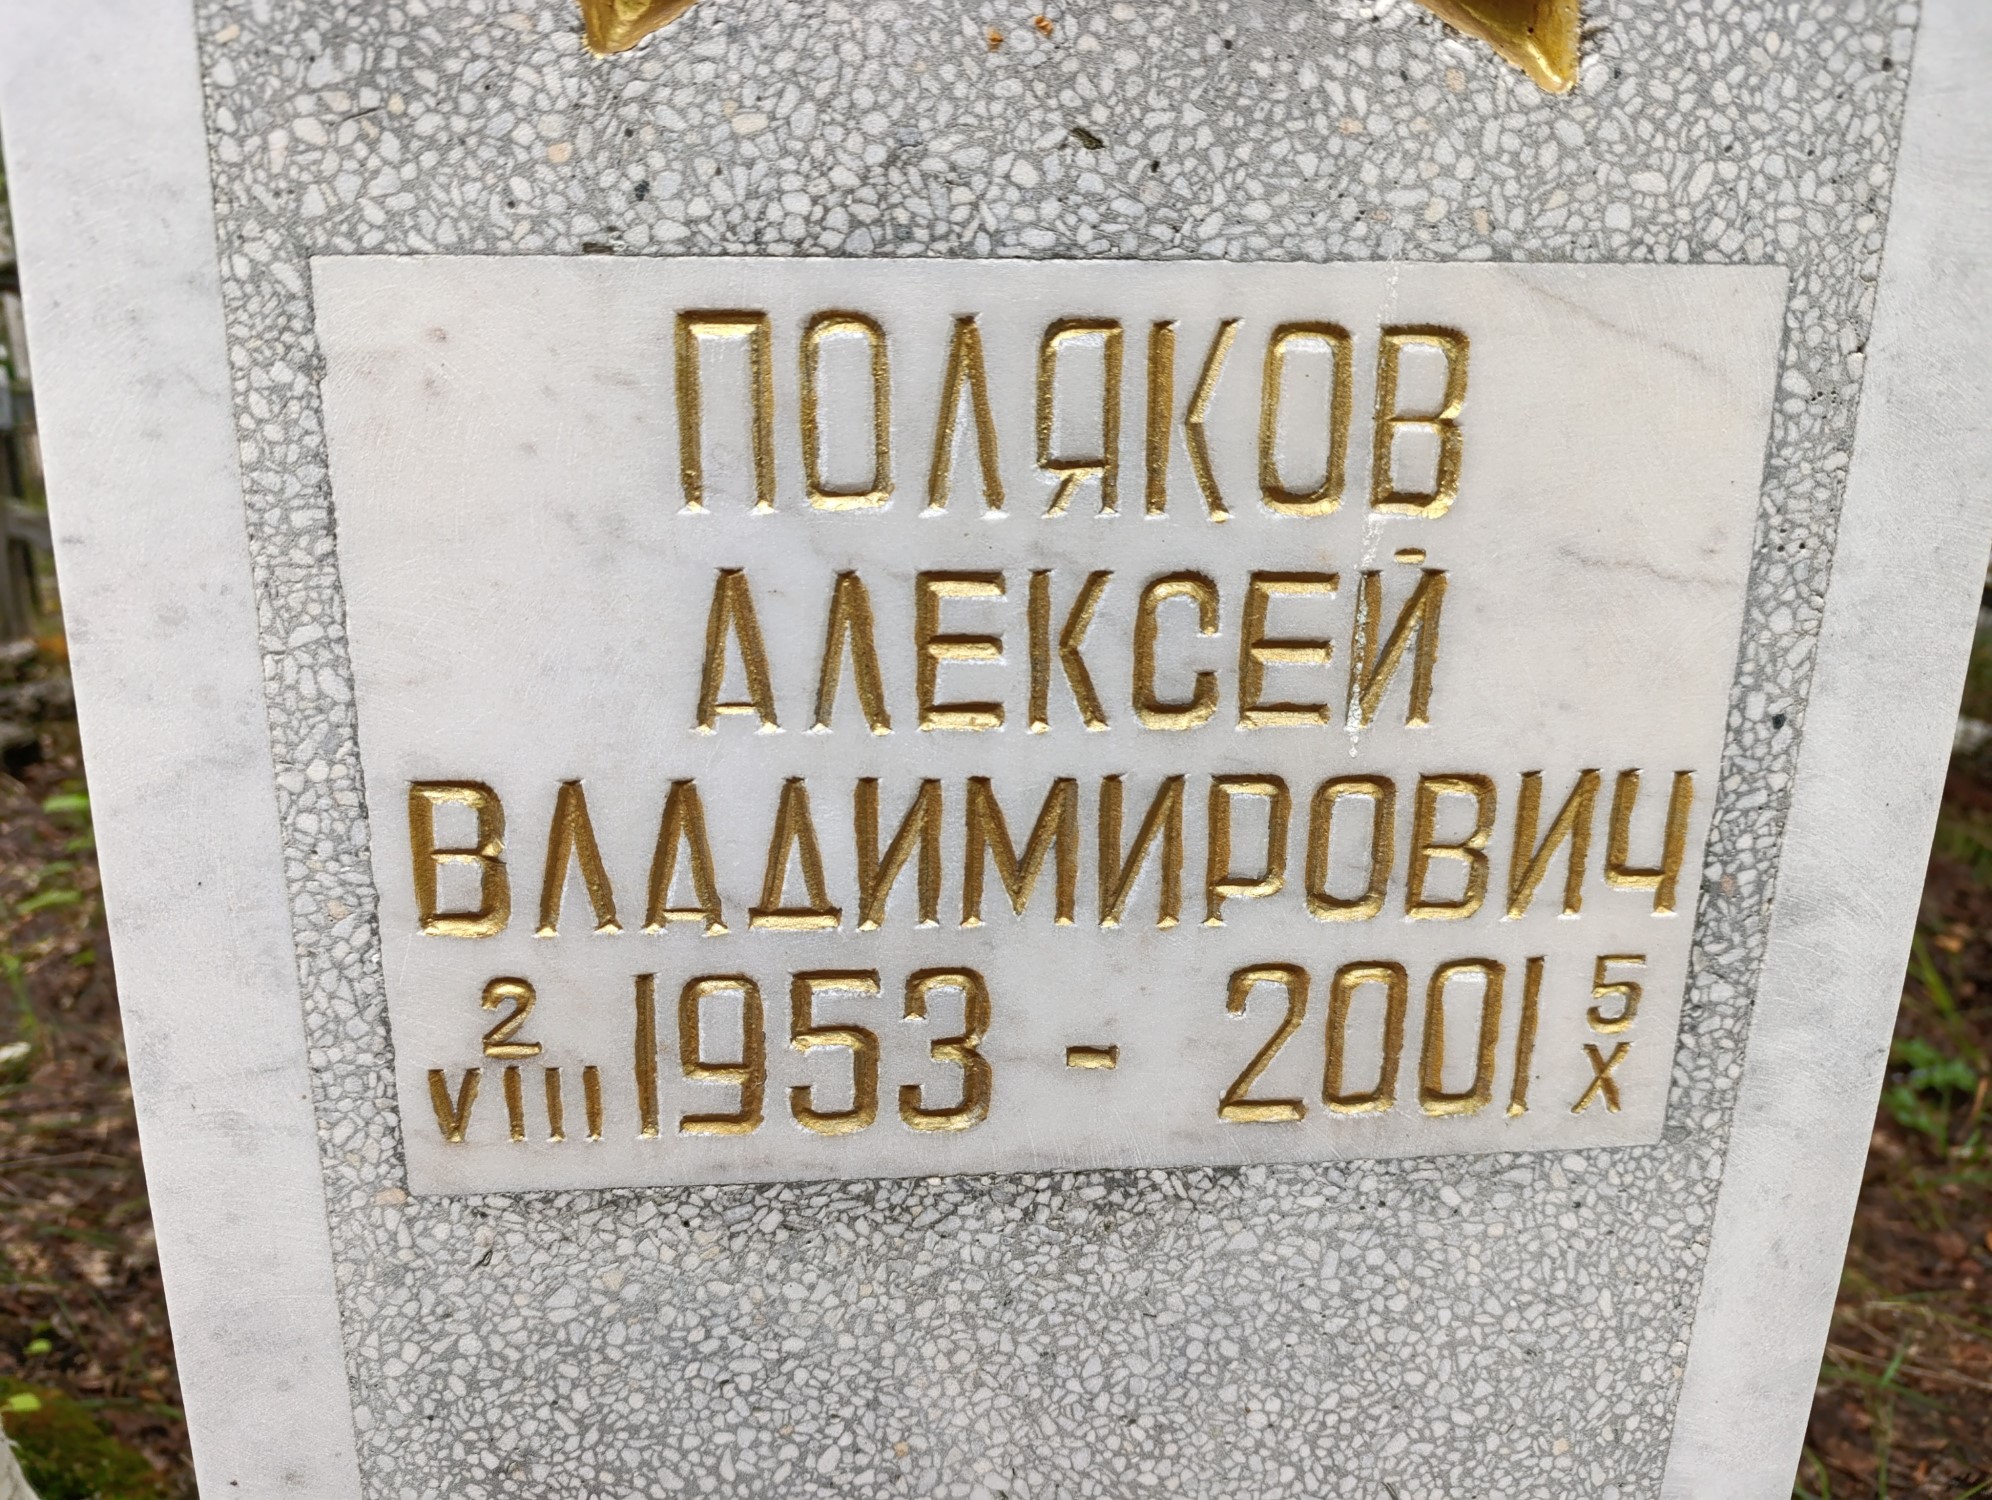 ПОЛЯКОВ
АЛЕКСЕЙ
ВЛАДИМИРОВИЧ
2 VIII 1953 - 2001 5 X